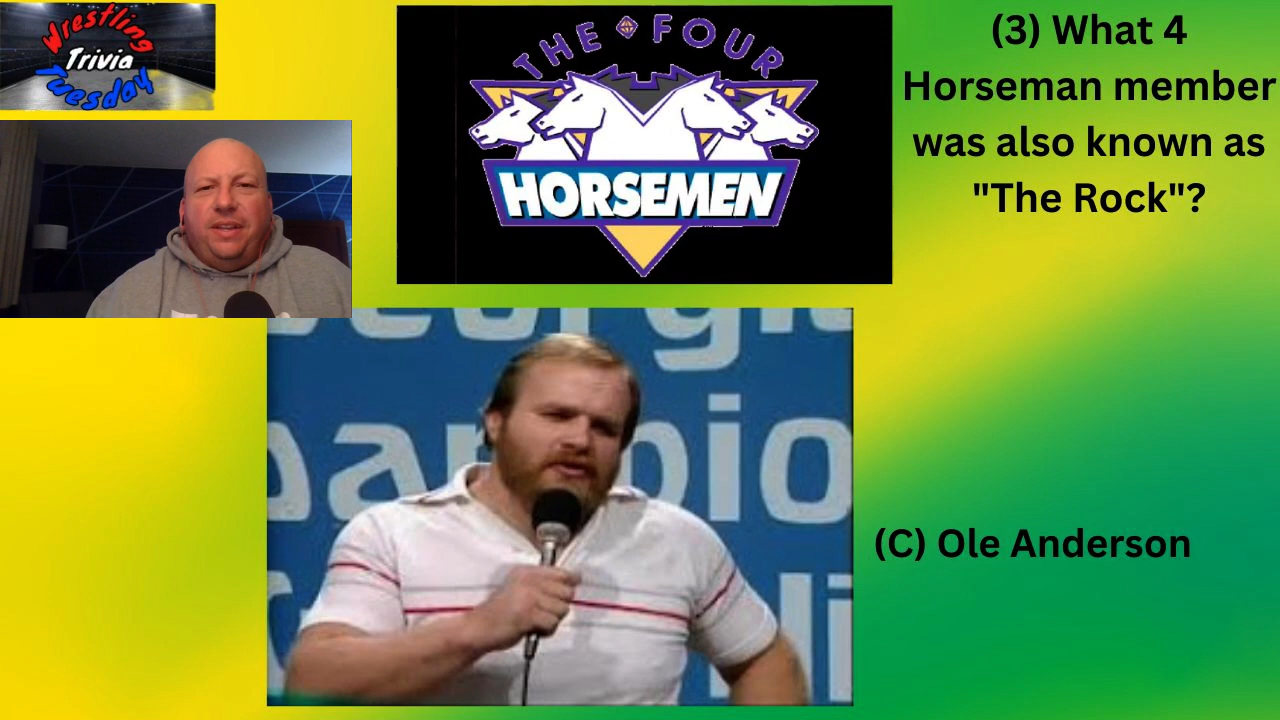 Wrestling
Trivia
Tuesday
THE FOUR
HORSEMEN
(3) What 4
Horseman member
was also known as
"The Rock"?
(C) Ole Anderson